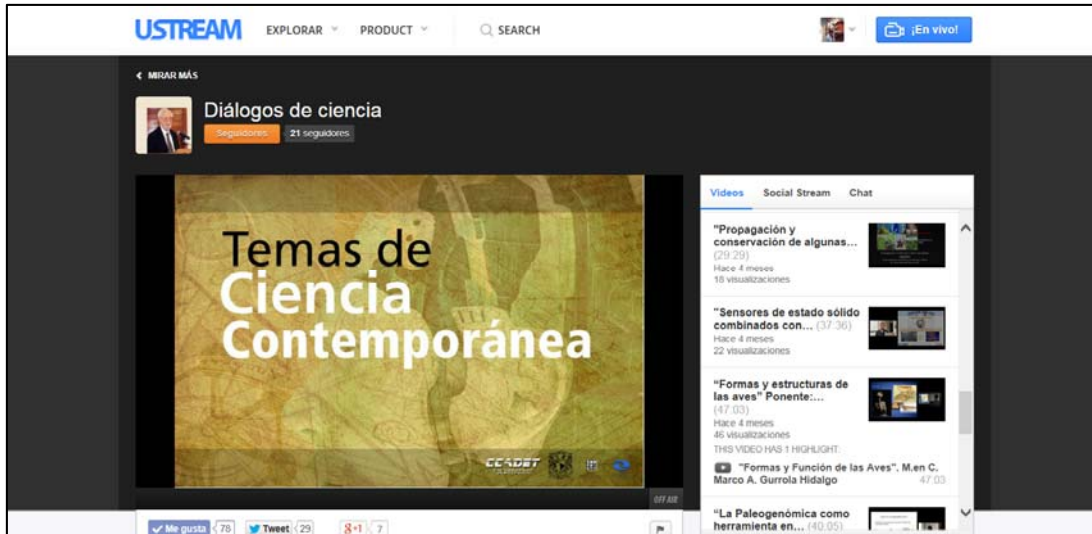 USTREAM EXPLORAR PRODUCT SEARCH ¡En vivo!
MIRAR MÁS
Diálogos de ciencia
Seguidores 21 seguidores
Temas de
Ciencia
Contemporánea
CCADET
OFF AIR
Videos Social Stream Chat
"Propagación y
conservación de algunas...
(29:29)
Hace 4 meses
18 visualizaciones
"Sensores de estado sólido
combinados con... (37:36)
Hace 4 meses
22 visualizaciones
"Formas y estructuras de
las aves" Ponente:...
(47:03)
Hace 4 meses
46 visualizaciones
THIS VIDEO HAS 1 HIGHLIGHT:
"Formas y Función de las Aves". M.en C.
Marco A. Gurrola Hidalgo 47:03
"La Paleogenómica como
herramienta en... (40:05)
Me gusta 78 Tweet 29 g+1 7